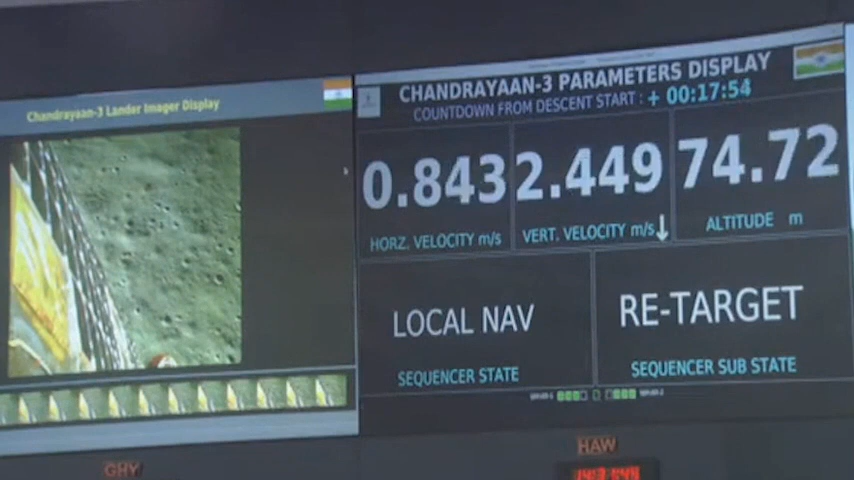 Chandrayaan-3 Lander Imager Display
CHANDRAYAAN-3 PARAMETERS DISPLAY
COUNTDOWN FROM DESCENT START : + 00:17:54
0.843
HORZ. VELOCITY m/s
2.449
VERT. VELOCITY m/s↓
74.72
ALTITUDE m
LOCAL NAV
SEQUENCER STATE
RE-TARGET
SEQUENCER SUB STATE
GHY
HAW